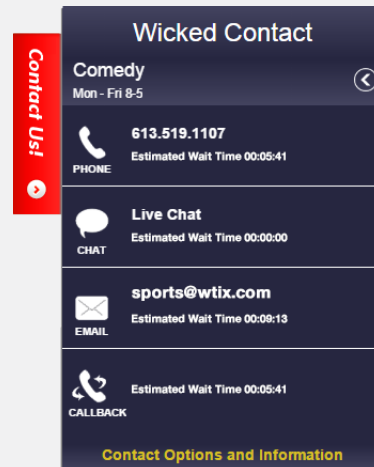 Wicked Contact
Contact Us!
Comedy
Mon - Fri 8-5
613.519.1107
Estimated Wait Time 00:05:41
PHONE
Live Chat
Estimated Wait Time 00:00:00
CHAT
sports@wtix.com
Estimated Wait Time 00:09:13
EMAIL
Estimated Wait Time 00:05:41
CALLBACK
Contact Options and Information